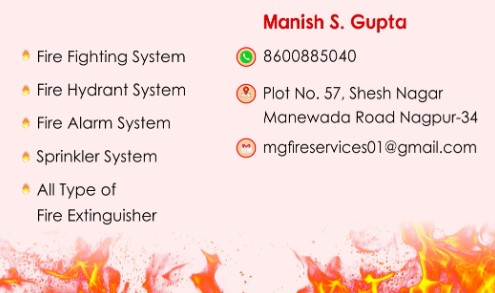 Manish S. Gupta
Fire Fighting System
Fire Hydrant System
Fire Alarm System
Sprinkler System
All Type of
Fire Extinguisher
8600885040
Plot No. 57, Shesh Nagar
Manewada Road Nagpur-34
mgfireservices01@gmail.com